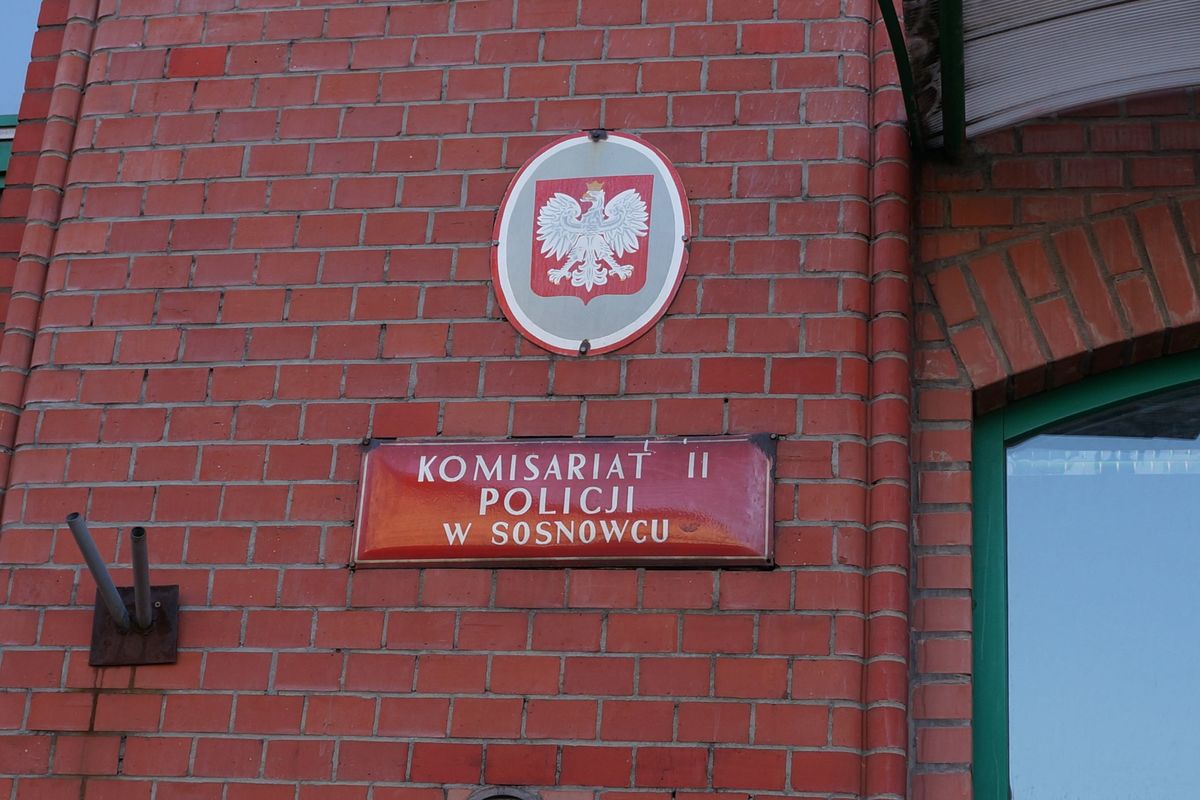 KOMISARIAT II
POLICJI
W SOSNOWCU